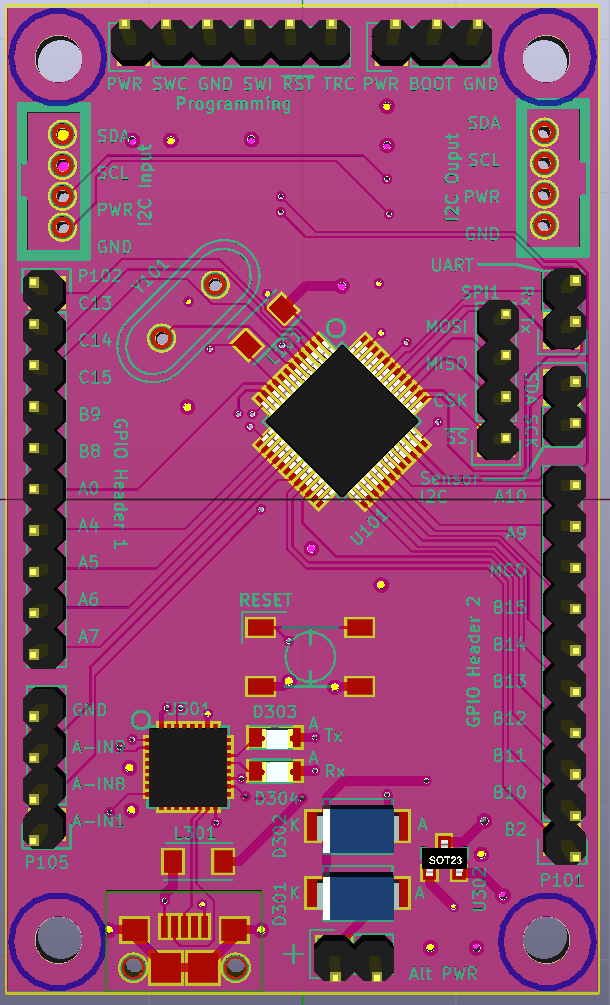 PWR SWC GND SWI RST TRC
PWR BOOT GND
Programming
SDA
SCL
PWR
GND
I2C Input
SDA
SCL
PWR
GND
I2C Ouput
P102
C13
C14
C15
B9
B8
A0
A4
A5
A6
A7
GPIO Header 1
Y101
UART
Rx Tx
SPI1
MOSI
MISO
CSK
SS
SDA SCK
Sensor
I2C
U101
A10
A9
MCO
B15
B14
B13
B12
B11
B10
B2
P101
GPIO Header 2
RESET
GND
A-IN8
A-IN1
P105
U301
D303
A
Tx
A
Rx
D304
L301
D302
K
A
D301
K
A
SOT23
U302
+
Alt PWR